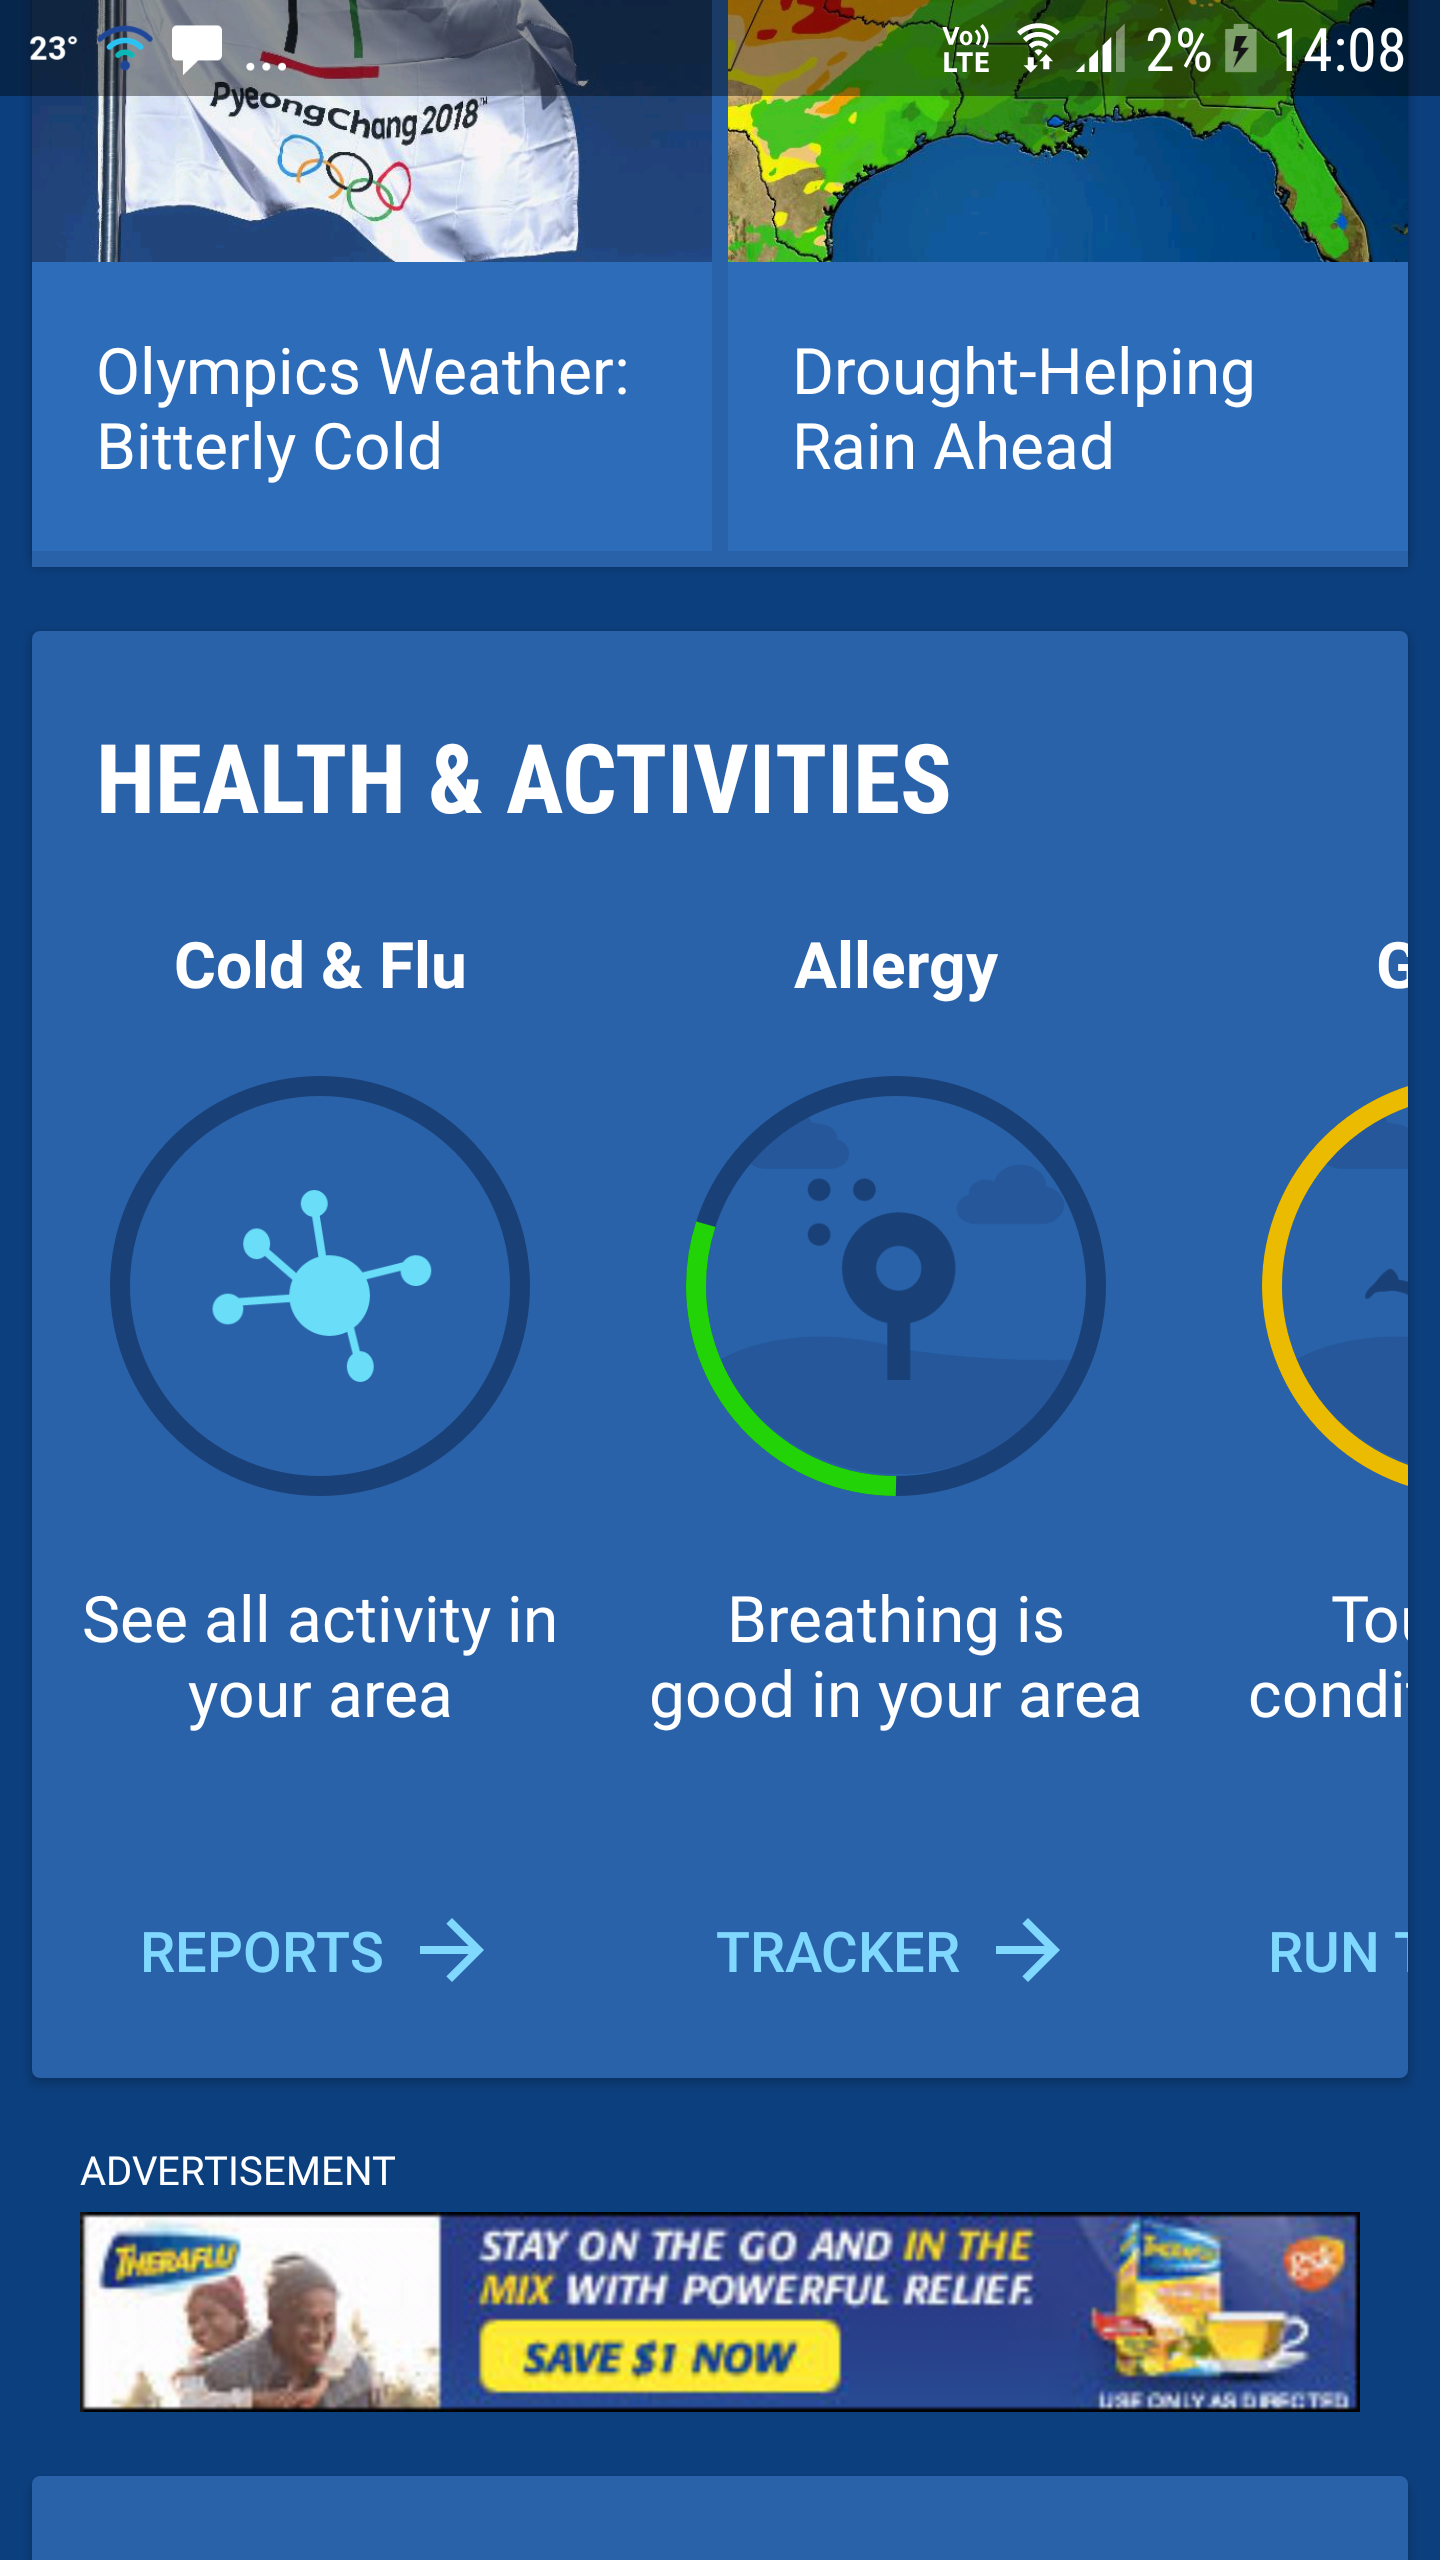 23°
Vo))
LTE
2%
14:08
PyeongChang 2018™
Olympics Weather:
Bitterly Cold
Drought-Helping
Rain Ahead
HEALTH & ACTIVITIES
Cold & Flu
Allergy
G
See all activity in
your area
Breathing is
good in your area
To
condi
REPORTS
TRACKER
RUN
ADVERTISEMENT
THERAFLU
STAY ON THE GO AND IN THE
MIX WITH POWERFUL RELIEF.
SAVE $1 NOW
THERAFLU
gsk
USE ONLY AS DIRECTED